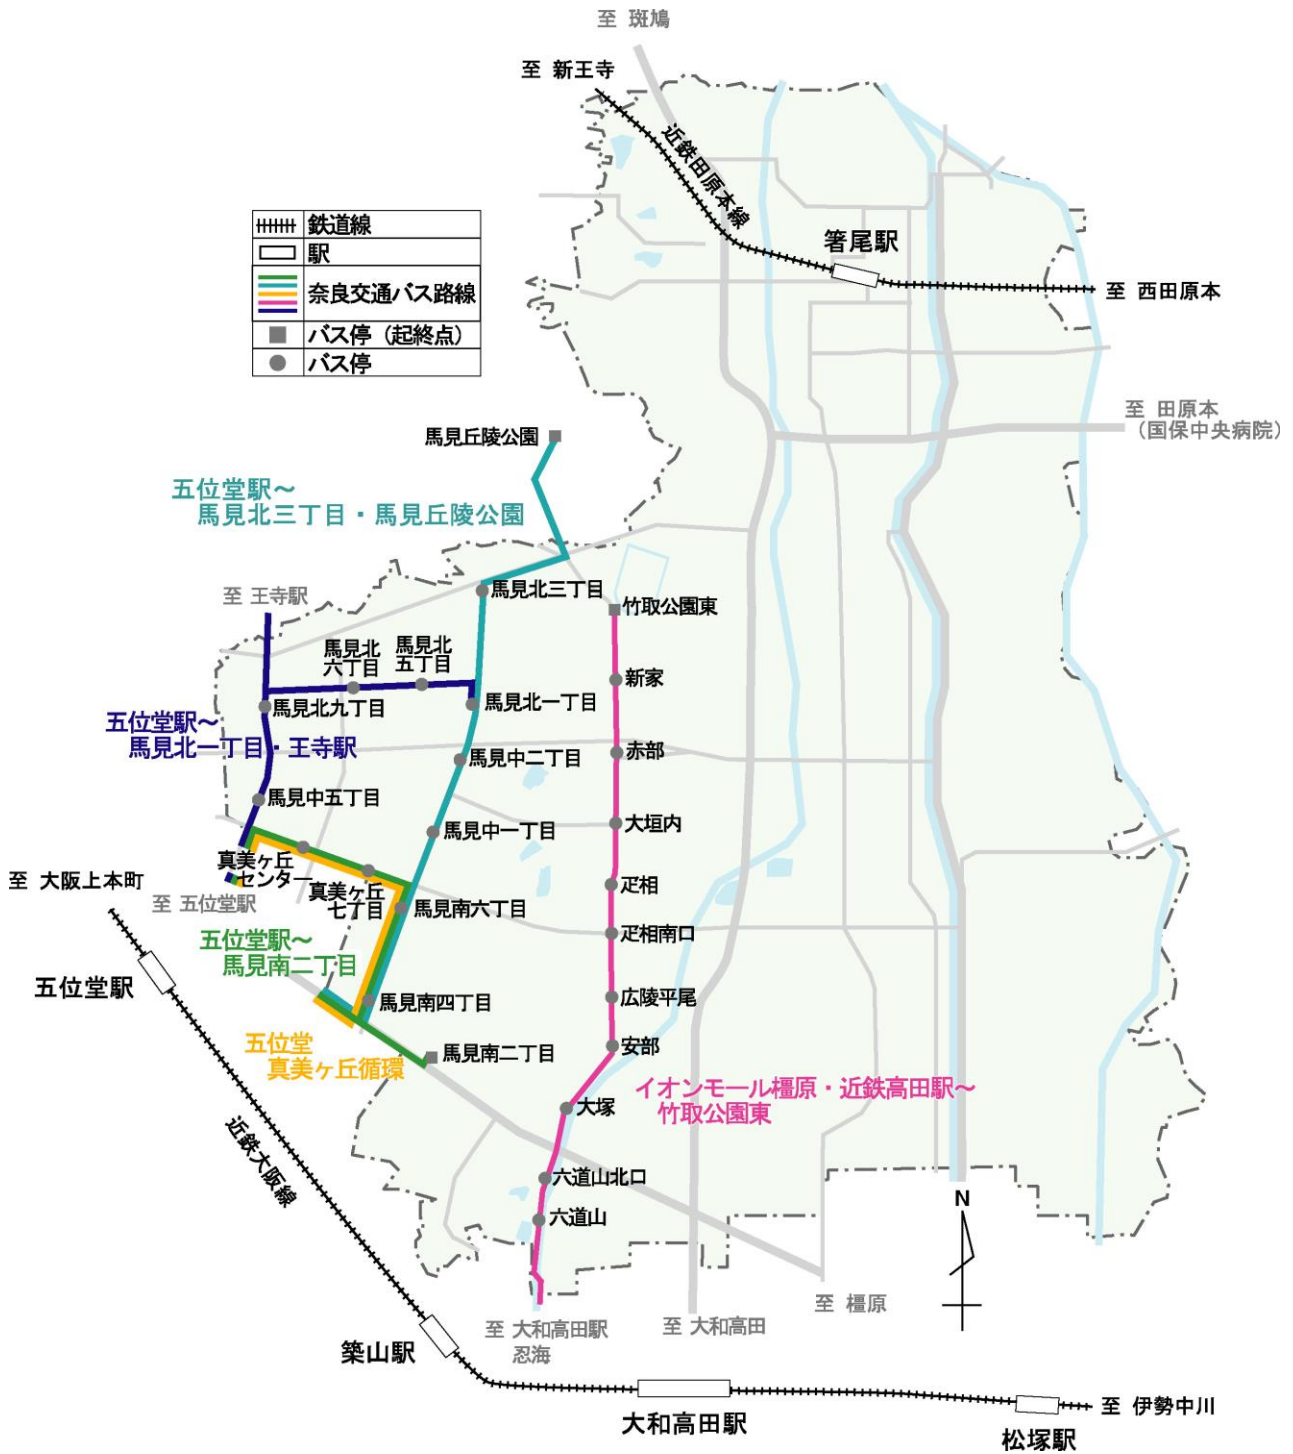 至 斑鳩
至 新王寺
近鉄田原本線
箸尾駅
至 西田原本
鉄道線
駅
奈良交通バス路線
バス停（起終点）
バス停
至 田原本
（国保中央病院）
馬見丘陵公園
五位堂駅～
馬見北三丁目・馬見丘陵公園
至 王寺駅
馬見北三丁目
竹取公園東
馬見北
六丁目
馬見北
五丁目
新家
馬見北九丁目
馬見北一丁目
五位堂駅～
馬見北一丁目・王寺駅
赤部
馬見中二丁目
馬見中五丁目
大垣内
馬見中一丁目
真美ヶ丘
センター
至 大阪上本町
至 五位堂駅
真美ヶ丘
七丁目
疋相
馬見南六丁目
疋相南口
五位堂駅～
馬見南二丁目
五位堂駅
馬見南四丁目
広陵平尾
五位堂
真美ヶ丘循環
馬見南二丁目
安部
イオンモール橿原・近鉄高田駅～
竹取公園東
大塚
近鉄大阪線
六道山北口
六道山
N
至 橿原
至 大和高田
至 大和高田駅
忍海
築山駅
大和高田駅
至 伊勢中川
松塚駅